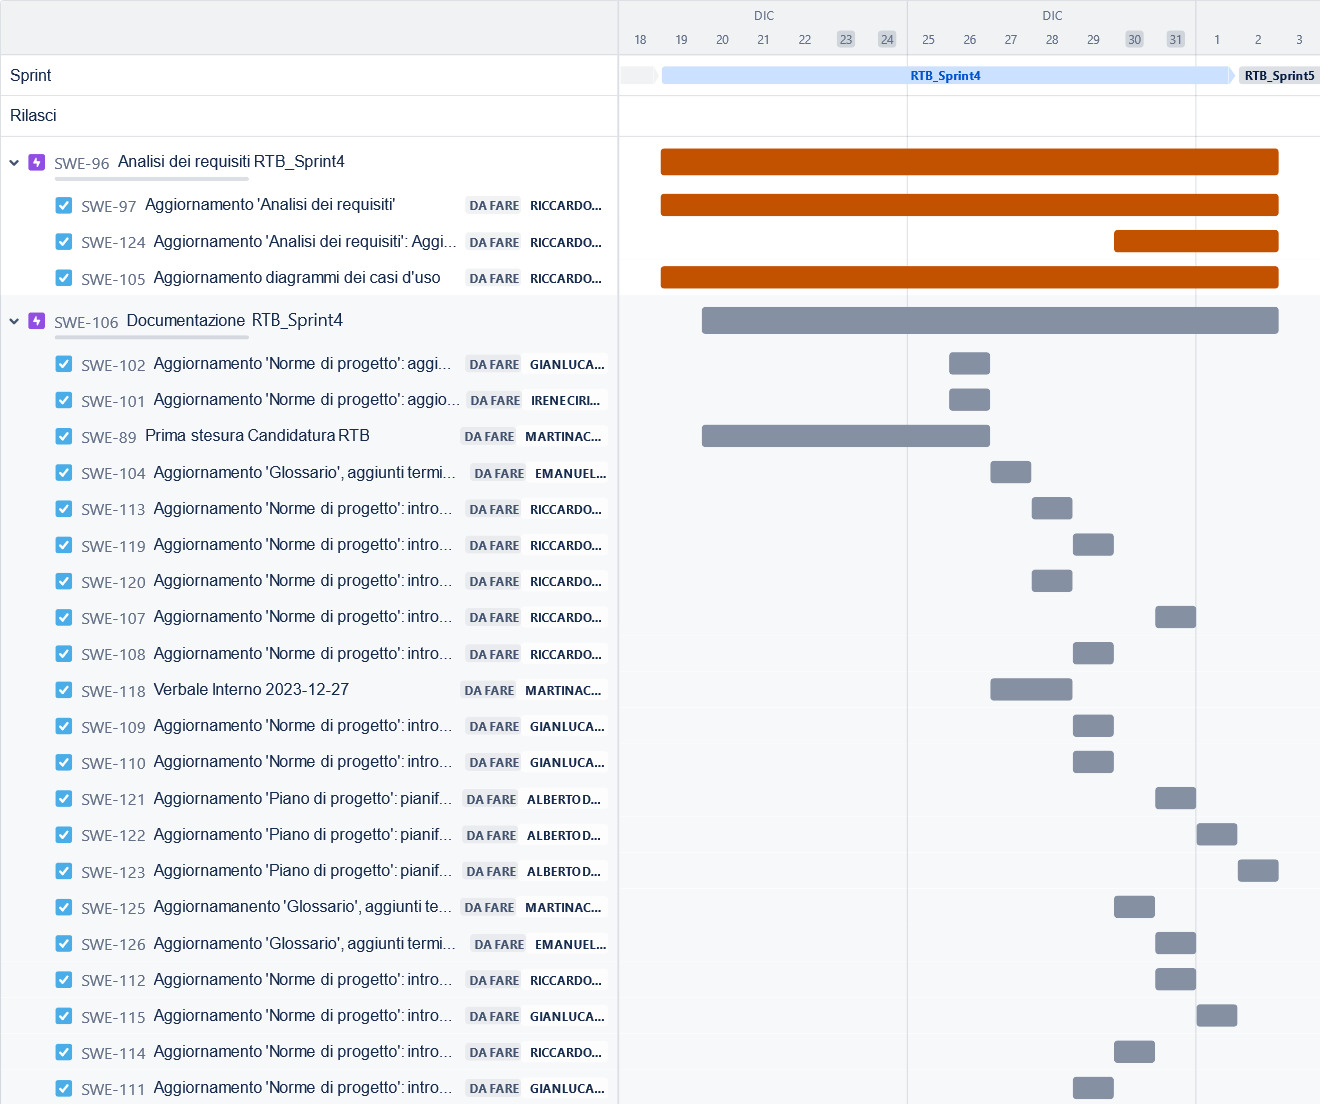 DIC DIC
18 19 20 21 22 23 24 25 26 27 28 29 30 31 1 2 3
Sprint RTB_Sprint4 RTB_Sprint5
Rilasci
SWE-96 Analisi dei requisiti RTB_Sprint4
SWE-97 Aggiornamento 'Analisi dei requisiti' DA FARE RICCARDO...
SWE-124 Aggiornamento 'Analisi dei requisiti': Aggi... DA FARE RICCARDO...
SWE-105 Aggiornamento diagrammi dei casi d'uso DA FARE RICCARDO...
SWE-106 Documentazione RTB_Sprint4
SWE-102 Aggiornamento 'Norme di progetto': aggi... DA FARE GIANLUCA...
SWE-101 Aggiornamento 'Norme di progetto': aggio... DA FARE IRENE CIRI...
SWE-89 Prima stesura Candidatura RTB DA FARE MARTINA C...
SWE-104 Aggiornamento 'Glossario', aggiunti termi... DA FARE EMANUEL...
SWE-113 Aggiornamento 'Norme di progetto': intro... DA FARE RICCARDO...
SWE-119 Aggiornamento 'Norme di progetto': intro... DA FARE RICCARDO...
SWE-120 Aggiornamento 'Norme di progetto': intro... DA FARE RICCARDO...
SWE-107 Aggiornamento 'Norme di progetto': intro... DA FARE RICCARDO...
SWE-108 Aggiornamento 'Norme di progetto': intro... DA FARE RICCARDO...
SWE-118 Verbale Interno 2023-12-27 DA FARE MARTINA C...
SWE-109 Aggiornamento 'Norme di progetto': intro... DA FARE GIANLUCA...
SWE-110 Aggiornamento 'Norme di progetto': intro... DA FARE GIANLUCA...
SWE-121 Aggiornamento 'Piano di progetto': pianif... DA FARE ALBERTO D...
SWE-122 Aggiornamento 'Piano di progetto': pianif... DA FARE ALBERTO D...
SWE-123 Aggiornamento 'Piano di progetto': pianif... DA FARE ALBERTO D...
SWE-125 Aggiornamanento 'Glossario', aggiunti te... DA FARE MARTINA C...
SWE-126 Aggiornamento 'Glossario', aggiunti termi... DA FARE EMANUEL...
SWE-112 Aggiornamento 'Norme di progetto': intro... DA FARE RICCARDO...
SWE-115 Aggiornamento 'Norme di progetto': intro... DA FARE GIANLUCA...
SWE-114 Aggiornamento 'Norme di progetto': intro... DA FARE RICCARDO...
SWE-111 Aggiornamento 'Norme di progetto': intro... DA FARE GIANLUCA...